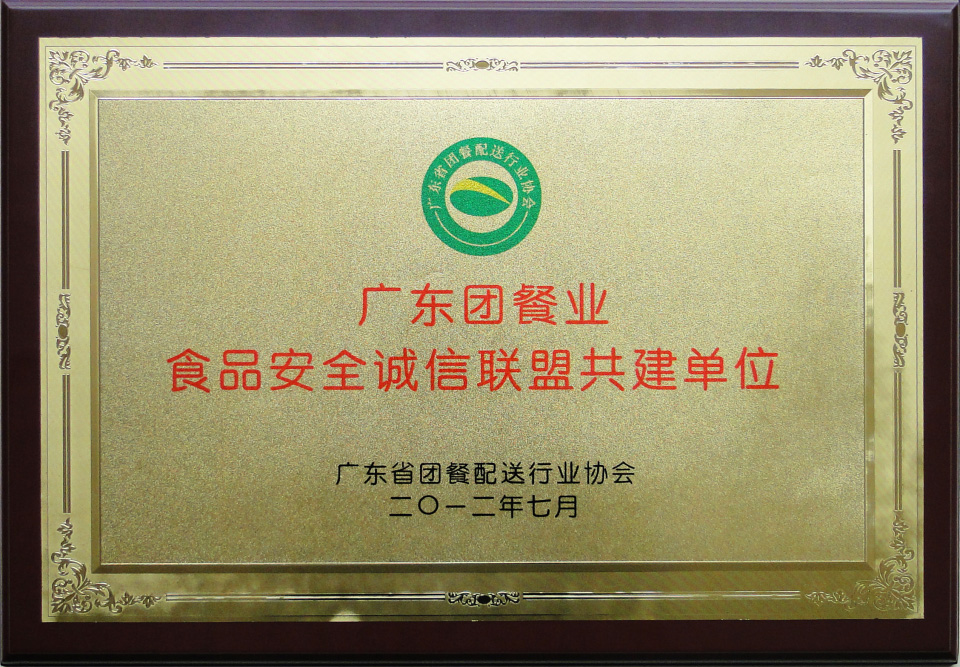 广东省团餐配送行业协会
广东团餐业
食品安全诚信联盟共建单位
广东省团餐配送行业协会
二〇一二年七月